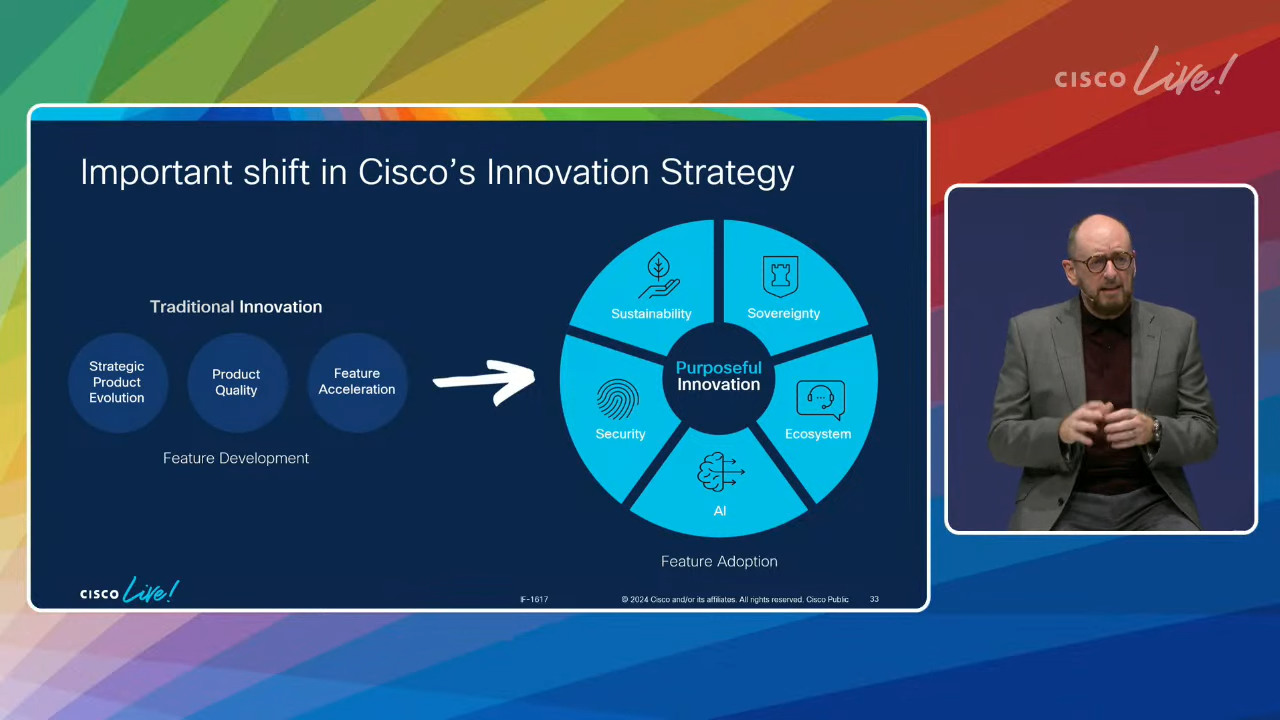 CISCO Live!
Important shift in Cisco's Innovation Strategy
Traditional Innovation
Strategic
Product
Evolution
Product
Quality
Feature
Acceleration
Feature Development
Sustainability
Sovereignty
Purposeful
Innovation
Security
Ecosystem
AI
Feature Adoption
CISCO Live!
IF-1617
© 2024 Cisco and/or its affiliates. All rights reserved. Cisco Public
33